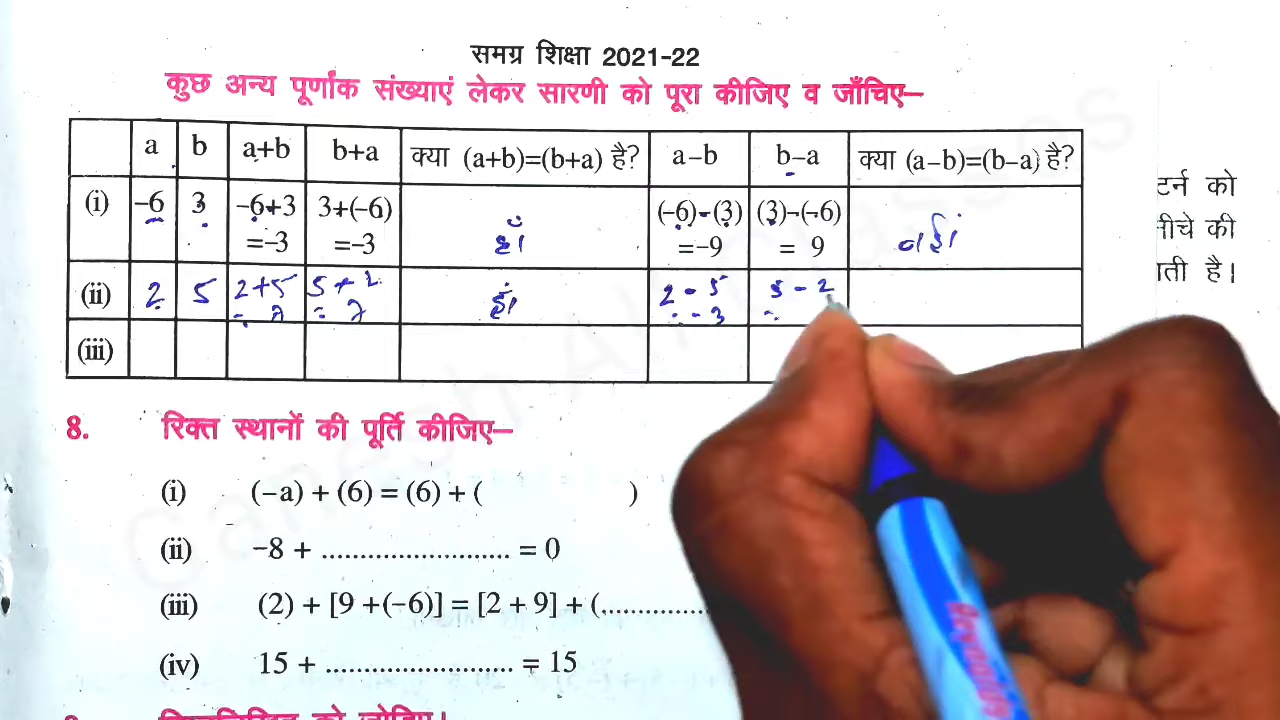 समग्र शिक्षा 2021-22
कुछ अन्य पूर्णांक संख्याएं लेकर सारणी को पूरा कीजिए व जाँचिए–
a b a+b b+a क्या (a+b)=(b+a) है? a–b b–a क्या (a–b)=(b–a) है?
(i) –6 3 –6+3 3+(–6) (–6)-(3) (3)–(–6)
=–3 =–3 हाँ =–9 = 9 नहीं
(ii) 2 5 2+5 5+2 हाँ 2-5 5-2
= 7 = 7 = -3 =
(iii)
टर्न को
नीचे की
ाती है।
8. रिक्त स्थानों की पूर्ति कीजिए–
(i) (–a) + (6) = (6) + ( )
(ii) –8 + ......................... = 0
(iii) (2) + [9 +(–6)] = [2 + 9] + (..............
(iv) 15 + ......................... = 15
को जोड़िए।